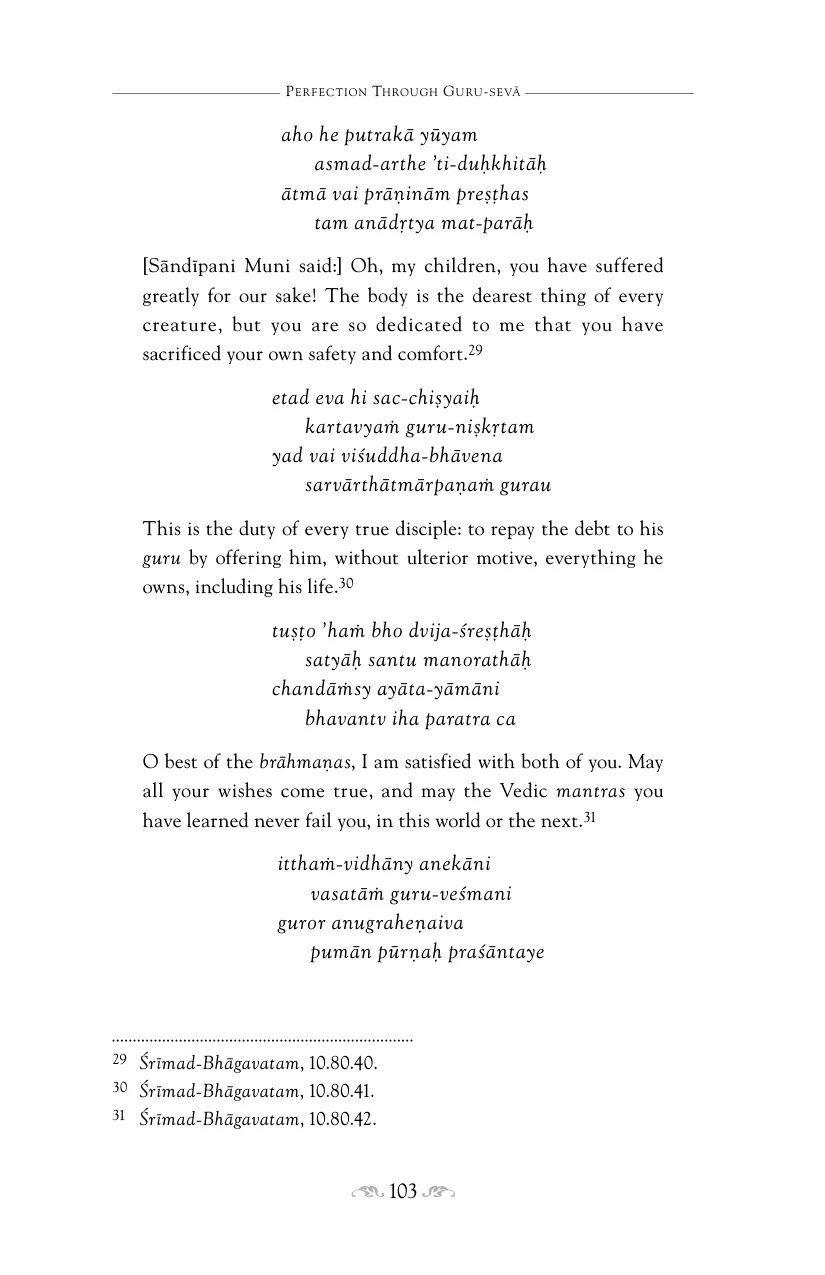 Perfection Through Guru-sevā
aho he putrakā yūyam
asmad-arthe ’ti-duḥkhitāḥ
ātmā vai prāṇinām preṣṭhas
tam anādṛtya mat-parāḥ
[Sāndīpani Muni said:] Oh, my children, you have suffered
greatly for our sake! The body is the dearest thing of every
creature, but you are so dedicated to me that you have
sacrificed your own safety and comfort.29
etad eva hi sac-chiṣyaiḥ
kartavyaṁ guru-niṣkṛtam
yad vai viśuddha-bhāvena
sarvārthātmārpaṇaṁ gurau
This is the duty of every true disciple: to repay the debt to his
guru by offering him, without ulterior motive, everything he
owns, including his life.30
tuṣṭo ’haṁ bho dvija-śreṣṭhāḥ
satyāḥ santu manorathāḥ
chandāṁsy ayāta-yāmāni
bhavantv iha paratra ca
O best of the brāhmaṇas, I am satisfied with both of you. May
all your wishes come true, and may the Vedic mantras you
have learned never fail you, in this world or the next.31
itthaṁ-vidhāny anekāni
vasatāṁ guru-veśmani
guror anugraheṇaiva
pumān pūrṇaḥ praśāntaye
29 Śrīmad-Bhāgavatam, 10.80.40.
30 Śrīmad-Bhāgavatam, 10.80.41.
31 Śrīmad-Bhāgavatam, 10.80.42.
103